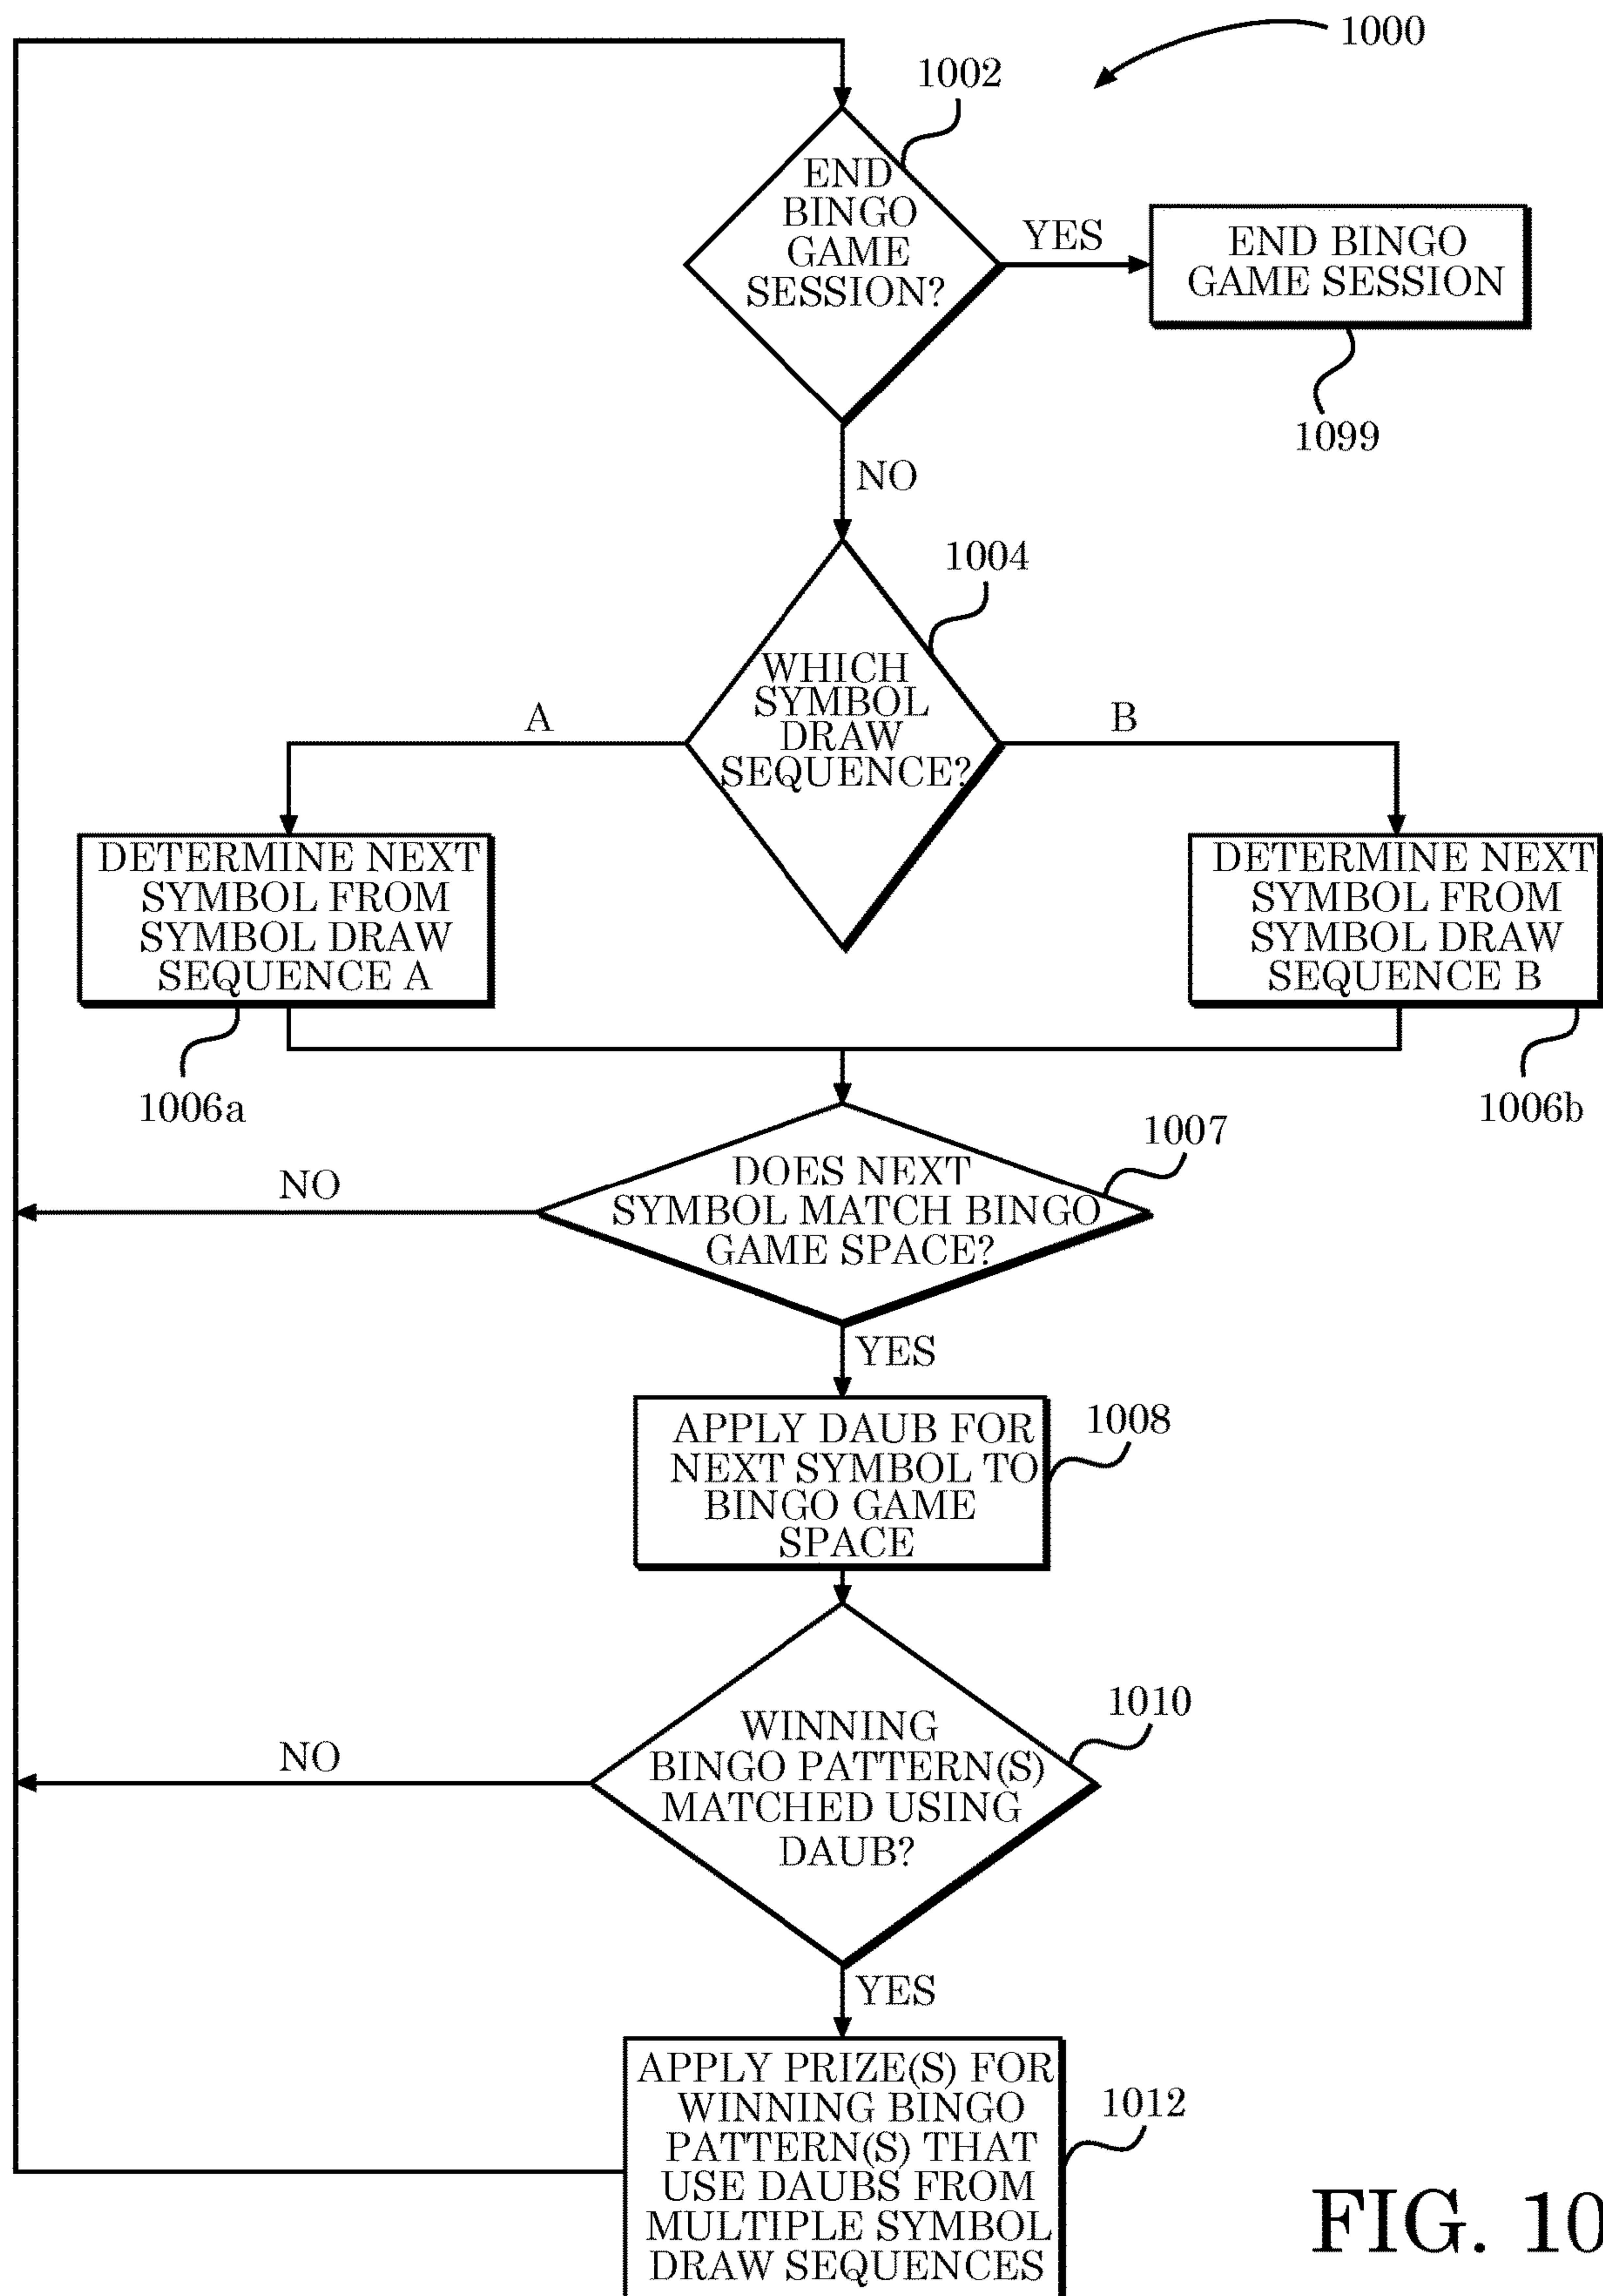 1000
1002
END
BINGO
GAME
SESSION?
YES
END BINGO
GAME SESSION
1099
NO
1004
WHICH
SYMBOL
DRAW
SEQUENCE?
A
B
DETERMINE NEXT
SYMBOL FROM
SYMBOL DRAW
SEQUENCE A
DETERMINE NEXT
SYMBOL FROM
SYMBOL DRAW
SEQUENCE B
1006a
1006b
1007
DOES NEXT
SYMBOL MATCH BINGO
GAME SPACE?
NO
YES
APPLY DAUB FOR
NEXT SYMBOL TO
BINGO GAME
SPACE
1008
1010
WINNING
BINGO PATTERN(S)
MATCHED USING
DAUB?
NO
YES
APPLY PRIZE(S) FOR
WINNING BINGO
PATTERN(S) THAT
USE DAUBS FROM
MULTIPLE SYMBOL
DRAW SEQUENCES
1012
FIG. 10